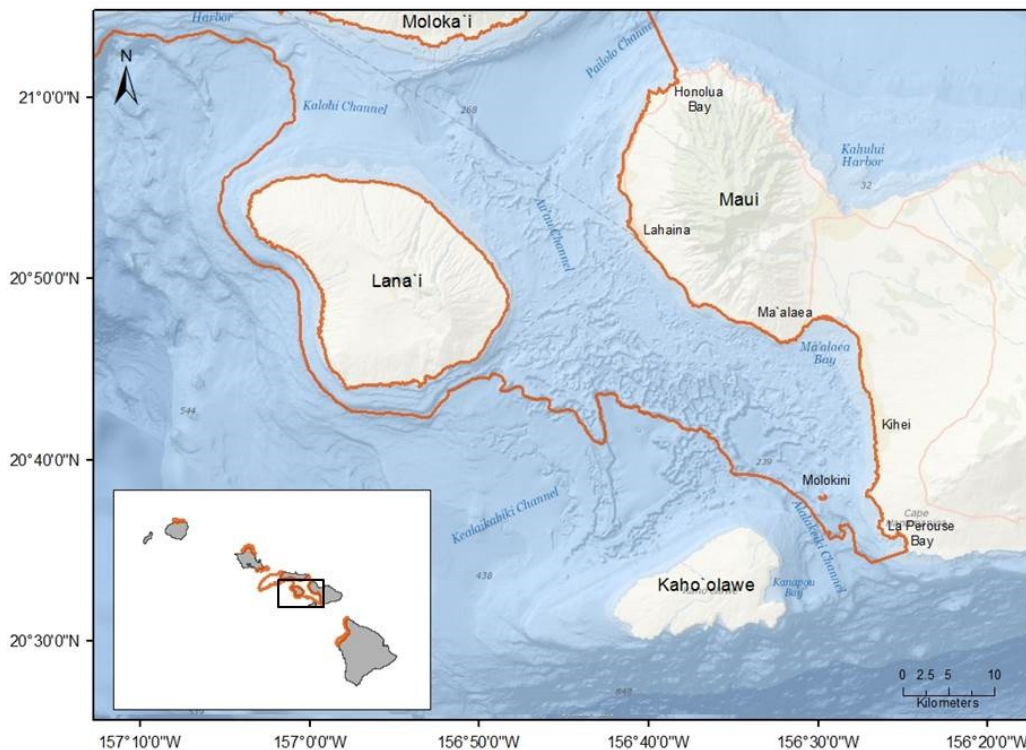 Moloka`i
Harbor
Pailolo Channel
N
21°0'0"N
Kalohi Channel
268
Honolua
Bay
Kahului
Harbor
32
Maui
Au'au Channel
Lahaina
20°50'0"N
Lana`i
Ma`alaea
Ma'alaea
Bay
544
Kihei
20°40'0"N
239
Molokini
Cape
La Perouse
Bay
Kealaikahiki Channel
Alalakeiki Channel
438
Kaho`olawe
Kanapou
Bay
20°30'0"N
0 2.5 5 10
Kilometers
848
157°10'0"W 157°0'0"W 156°50'0"W 156°40'0"W 156°30'0"W 156°20'0"W